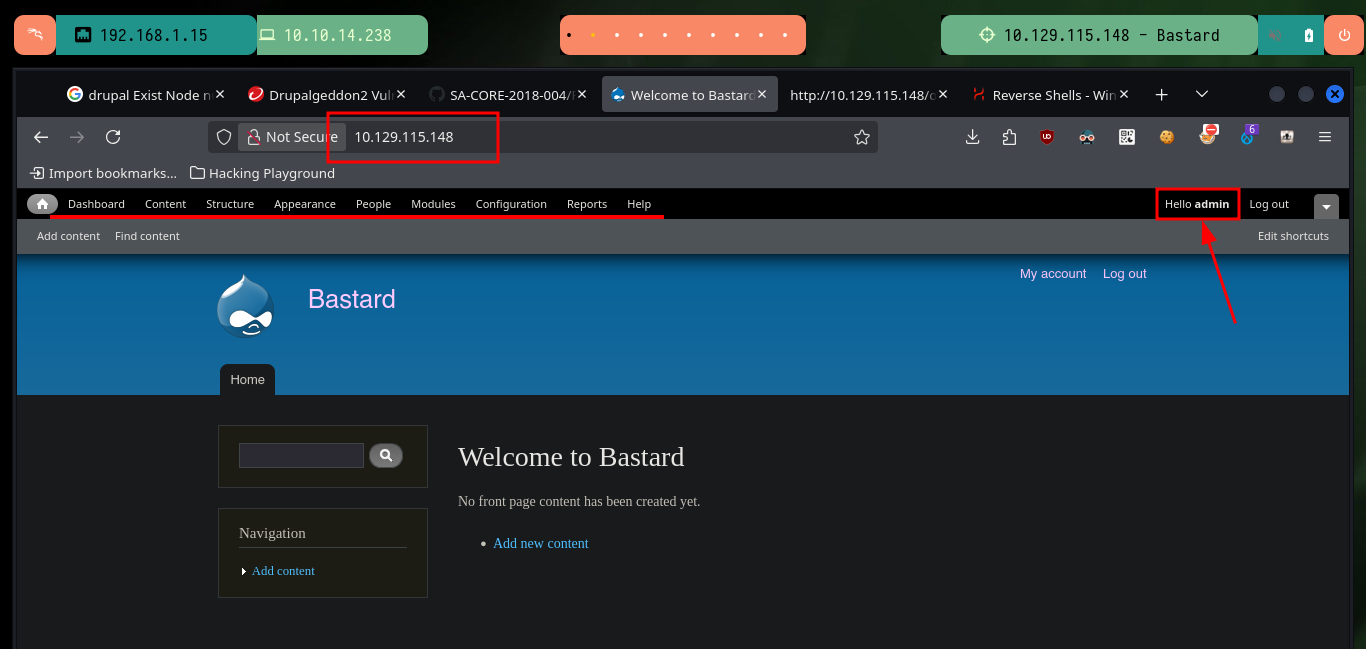 192.168.1.15 10.10.14.238 10.129.115.148 - Bastard
drupal Exist Node n Drupalgeddon2 Vul SA-CORE-2018-004/ Welcome to Bastard http://10.129.115.148/ Reverse Shells - Win
Not Secure 10.129.115.148 UD 6
Import bookmarks... Hacking Playground
Dashboard Content Structure Appearance People Modules Configuration Reports Help Hello admin Log out
Add content Find content Edit shortcuts
My account Log out
Bastard
Home
Welcome to Bastard
No front page content has been created yet.
Navigation
Add new content
Add content